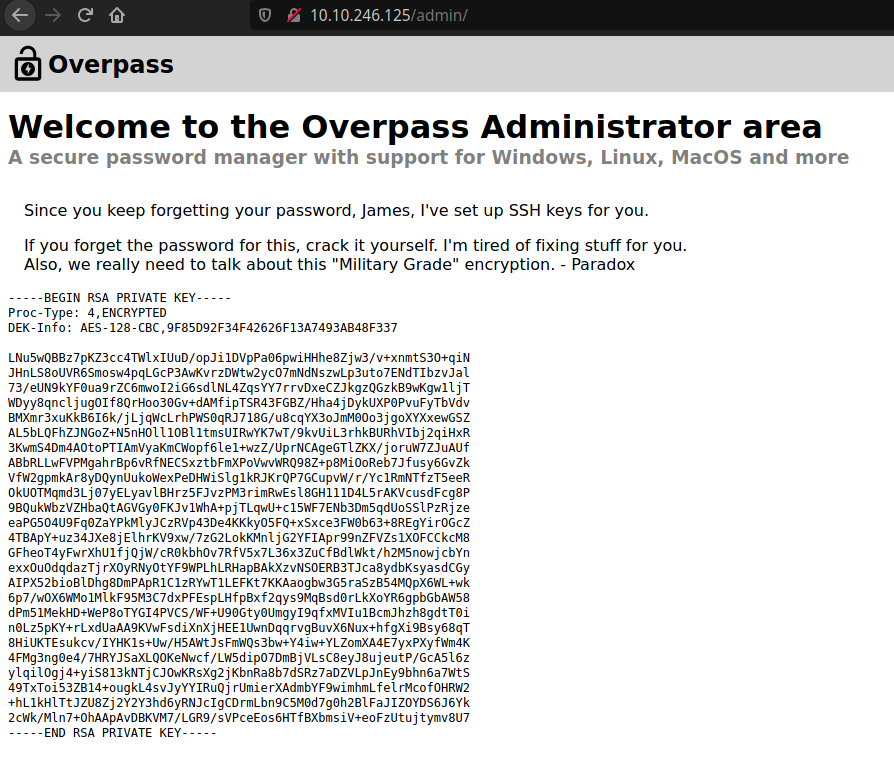 10.10.246.125/admin/
Overpass
Welcome to the Overpass Administrator area
A secure password manager with support for Windows, Linux, MacOS and more
Since you keep forgetting your password, James, I've set up SSH keys for you.
If you forget the password for this, crack it yourself. I'm tired of fixing stuff for you.
Also, we really need to talk about this "Military Grade" encryption. - Paradox
-----BEGIN RSA PRIVATE KEY-----
Proc-Type: 4,ENCRYPTED
DEK-Info: AES-128-CBC,9F85D92F34F42626F13A7493AB48F337
LNu5wQBBz7pKZ3cc4TWlxIUuD/opJi1DVpPa06pwiHHhe8Zjw3/v+xnmtS3O+qiN
JHnLS8oUVR6Smosw4pqLGcP3AwKvrzDWtw2ycO7mNdNszwLp3uto7ENdTIbzvJal
73/eUN9kYF0ua9rZC6mwoI2iG6sdlNL4ZqsYY7rrvDxeCZJkgzQGzkB9wKgw1ljT
WDyy8qncljugOIf8QrHoo30Gv+dAMfipTSR43FGBZ/Hha4jDykUXP0PvuFyTbVdv
BMXmr3xuKkB6I6k/jLjqWcLrhPWS0qRJ718G/u8cqYX3oJmM0Oo3jgoXYXxewGSZ
AL5bLQFhZJNGoZ+N5nHOll1OBl1tmsUIRwYK7wT/9kvUiL3rhkBURhVIbj2qiHxR
3KwmS4Dm4AOtoPTIAmVyaKmCWopf6le1+wzZ/UprNCAgeGTlZKX/joruW7ZJuAUf
ABbRLLwFVPMgahrBp6vRfNECSxztbFmXPoVwvWRQ98Z+p8MiOoReb7Jfusy6GvZk
VfW2gpmkAr8yDQynUukoWexPeDHWiSlg1kRJKrQP7GCupvW/r/Yc1RmNTfzT5eeR
OkUOTMqmd3Lj07yELyavlBHrz5FJvzPM3rimRwEsl8GH111D4L5rAKVcusdFcg8P
9BQukWbzVZHbaQtAGVGy0FKJv1WhA+pjTLqwU+c15WF7ENb3Dm5qdUoSSlPzRjze
eaPG5O4U9Fq0ZaYPkMlyJCzRVp43De4KKkyO5FQ+xSxce3FW0b63+8REgYirOGcZ
4TBApY+uz34JXe8jElhrKV9xw/7zG2LokKMnljG2YFIApr99nZFVZs1XOFCCkcM8
GFheoT4yFwrXhU1fjQjW/cR0kbhOv7RfV5x7L36x3ZuCfBdlWkt/h2M5nowjcbYn
exxOuOdqdazTjrXOyRNyOtYF9WPLhLRHapBAkXzvNSOERB3TJca8ydbKsyasdCGy
AIPX52bioBlDhg8DmPApR1C1zRYwT1LEFKt7KKAaogbw3G5raSzB54MQpX6WL+wk
6p7/wOX6WMo1MlkF95M3C7dxPFEspLHfpBxf2qys9MqBsd0rLkXoYR6gpbGbAW58
dPm51MekHD+WeP8oTYGI4PVCS/WF+U90Gty0UmgyI9qfxMVIu1BcmJhzh8gdtT0i
n0Lz5pKY+rLxdUaAA9KVwFsdiXnXjHEE1UwnDqqrvgBuvX6Nux+hfgXi9Bsy68qT
8HiUKTEsukcv/IYHK1s+Uw/H5AWtJsFmWQs3bw+Y4iw+YLZomXA4E7yxPXyfWm4K
4FMg3ng0e4/7HRYJSaXLQOKeNwcf/LW5dipO7DmBjVLsC8eyJ8ujeutP/GcA5l6z
ylqilOgj4+yiS813kNTjCJOwKRsXg2jKbnRa8b7dSRz7aDZVLpJnEy9bhn6a7WtS
49TxToi53ZB14+ougkL4svJyYYIRuQjrUmierXAdmbYF9wimhmLfelrMcofOHRW2
+hL1kHlTtJZU8Zj2Y2Y3hd6yRNJcIgCDrmLbn9C5M0d7g0h2BlFaJIZOYDS6J6Yk
2cWk/Mln7+OhAApAvDBKVM7/LGR9/sVPceEos6HTfBXbmsiV+eoFzUtujtymv8U7
-----END RSA PRIVATE KEY-----